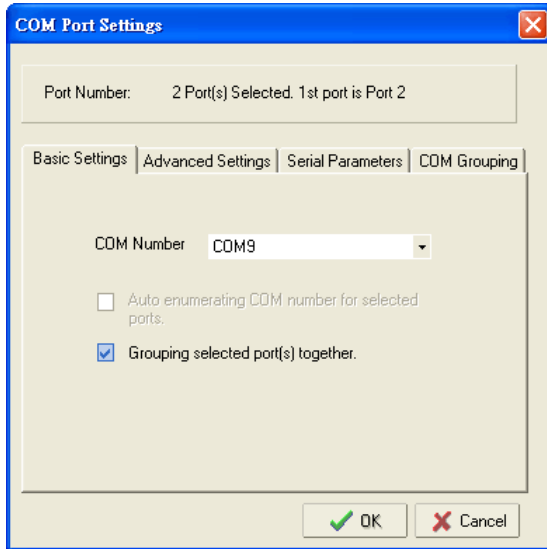 COM Port Settings
Port Number: 2 Port(s) Selected. 1st port is Port 2
Basic Settings Advanced Settings Serial Parameters COM Grouping
COM Number COM9
Auto enumerating COM number for selected
ports.
Grouping selected port(s) together.
OK Cancel